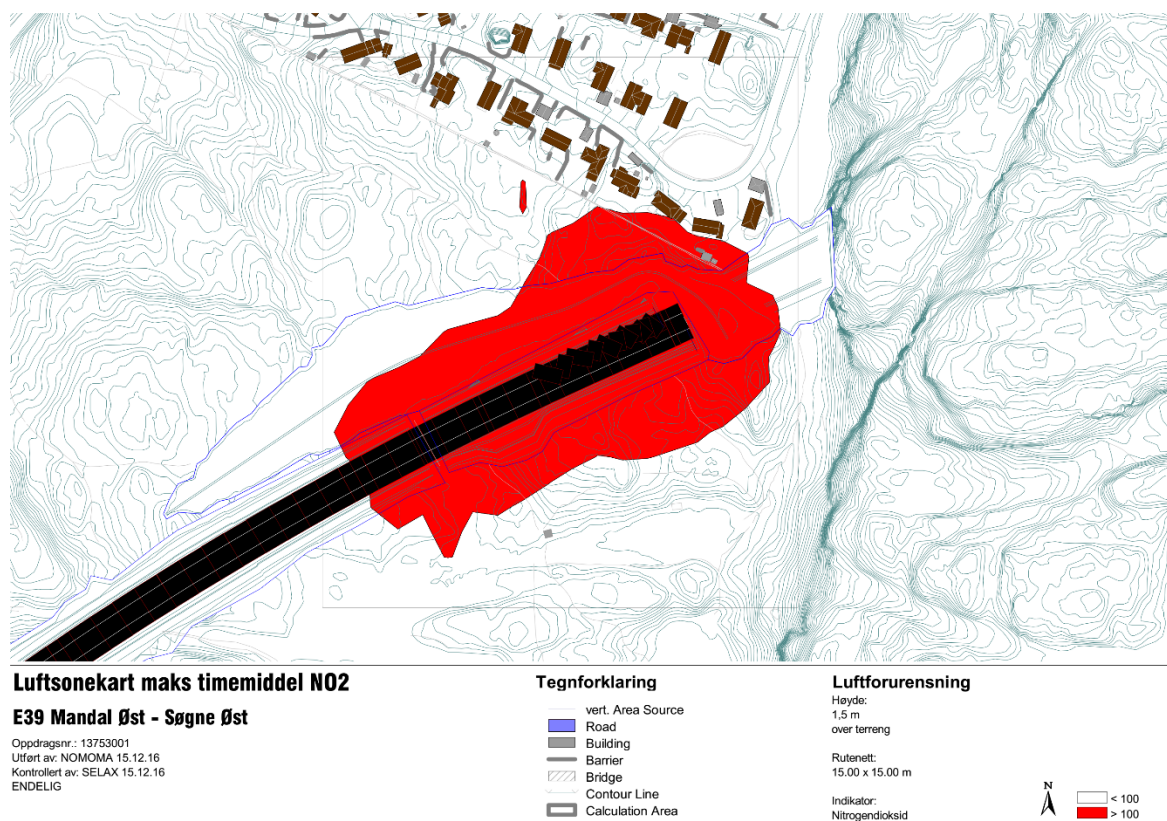 Luftsonekart maks timemiddel NO2
E39 Mandal Øst - Søgne Øst
Oppdragsnr.: 13753001
Utført av: NOMOMA 15.12.16
Kontrollert av: SELAX 15.12.16
ENDELIG
Tegnforklaring
vert. Area Source
Road
Building
Barrier
Bridge
Contour Line
Calculation Area
Luftforurensning
Høyde:
1,5 m
over terreng
Rutenett:
15.00 x 15.00 m
Indikator:
Nitrogendioksid
N
< 100
> 100